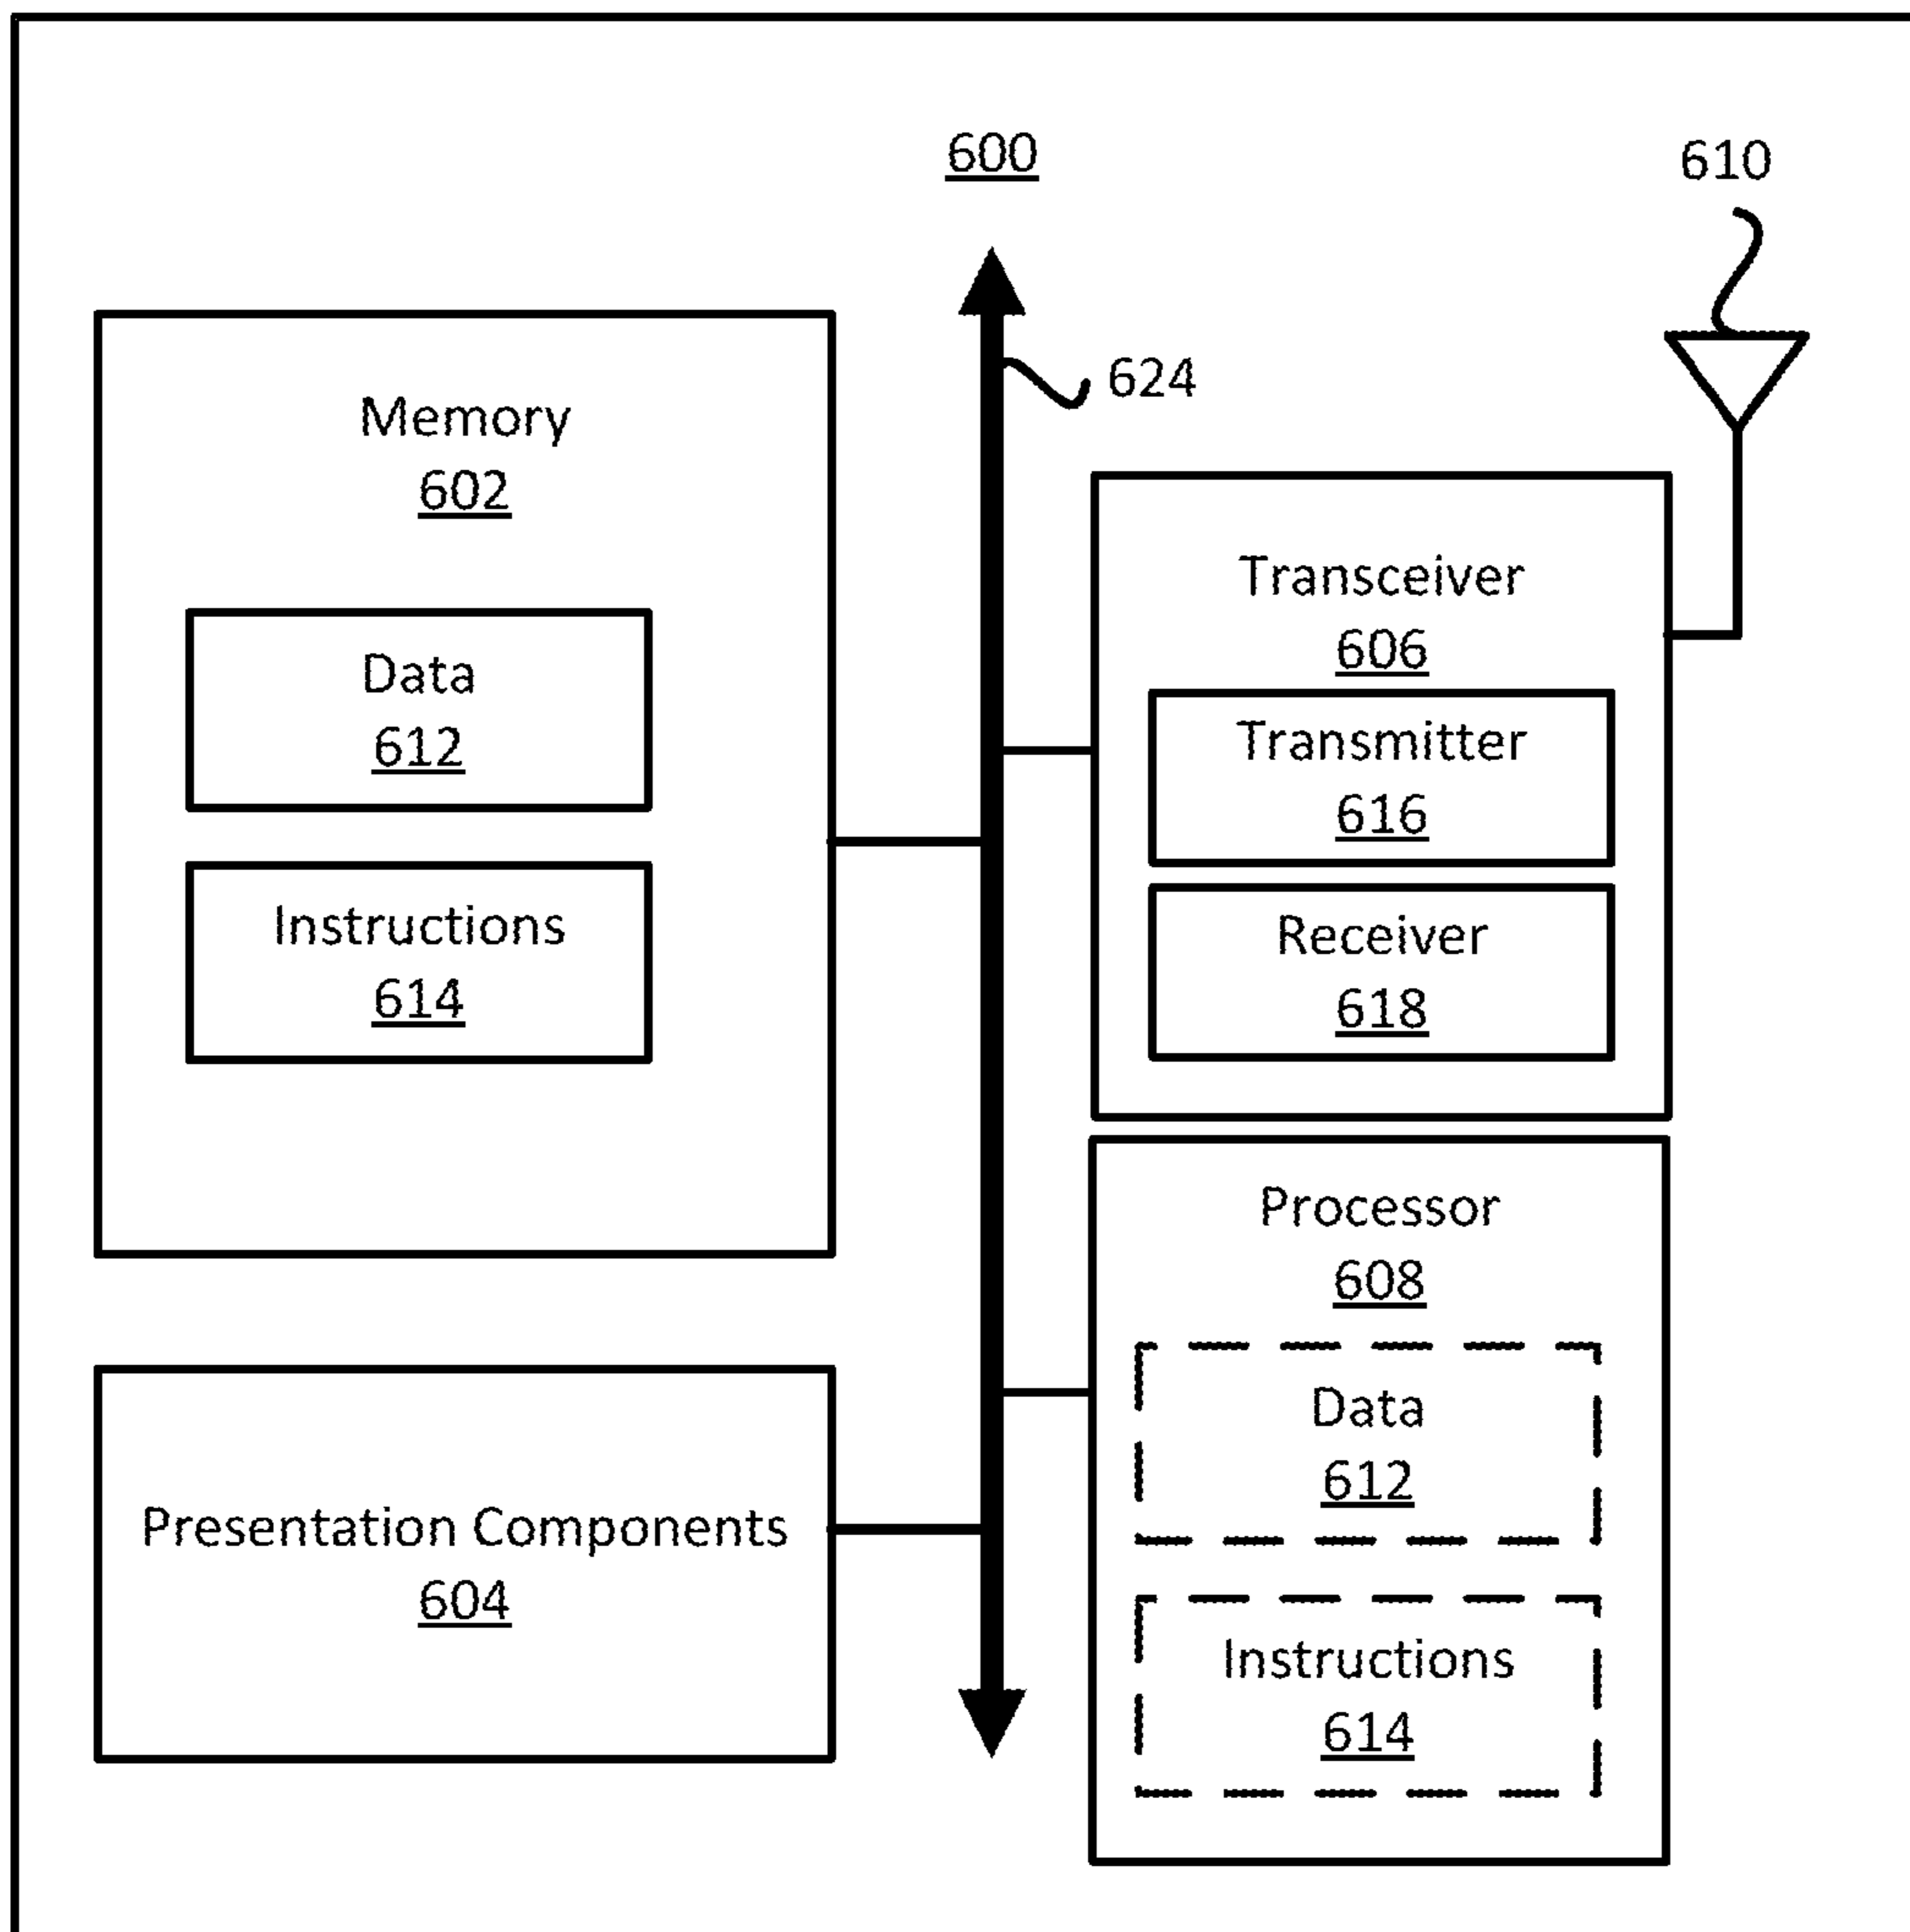 600
610
624
Memory
602
Data
612
Instructions
614
Transceiver
606
Transmitter
616
Receiver
618
Processor
608
Data
612
Instructions
614
Presentation Components
604